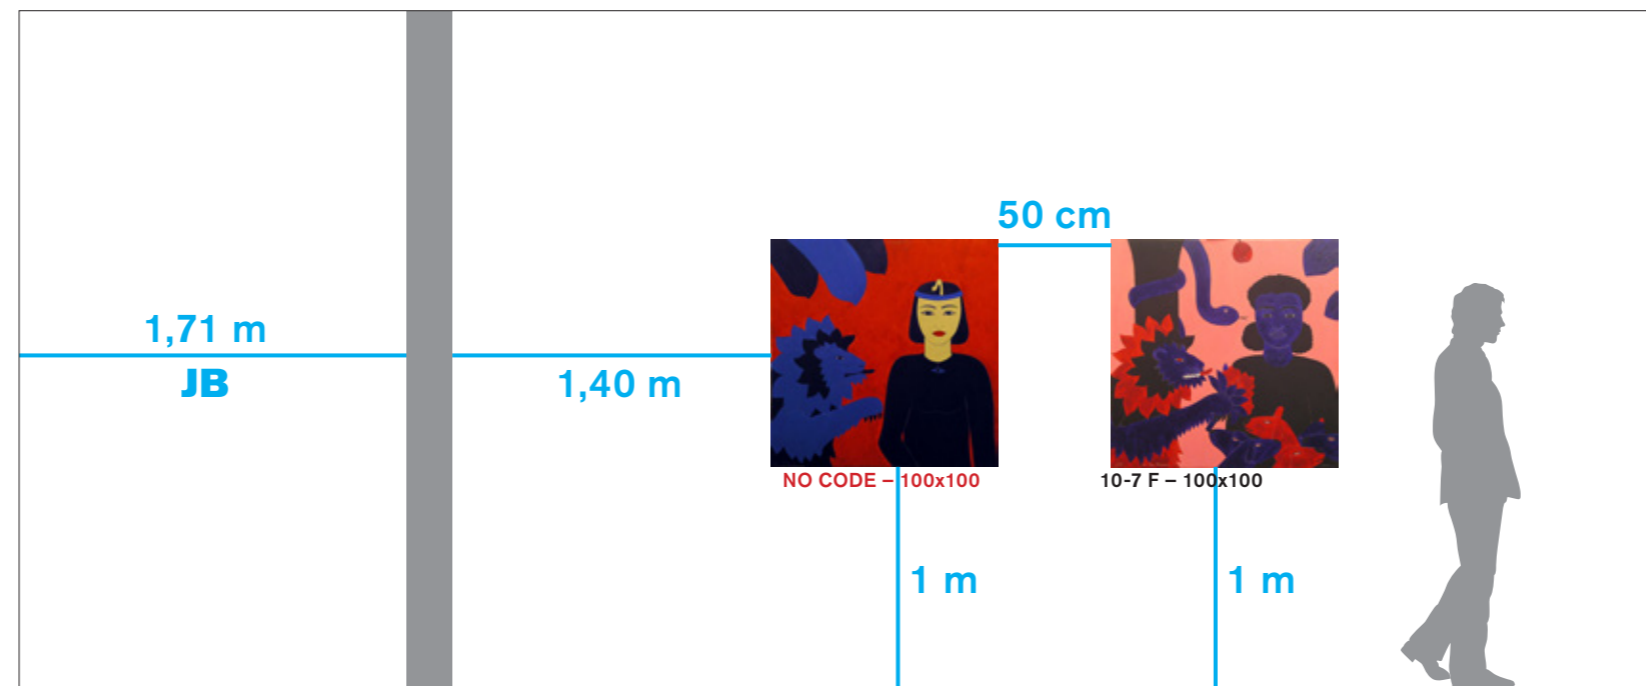 50 cm
1,71 m
JB
1,40 m
NO CODE – 100x100
10-7 F – 100x100
1 m
1 m